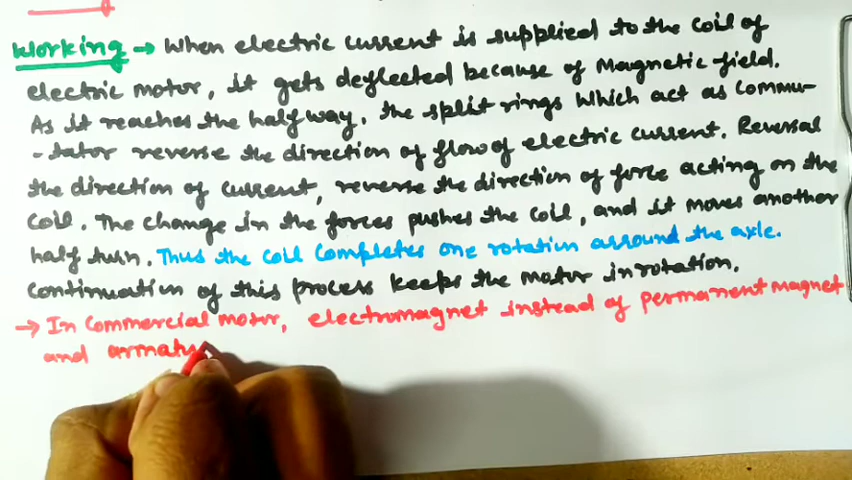 Working → When electric current is supplied to the coil of
electric motor, it gets deflected because of Magnetic field.
As it reaches the half way, the split rings which act as commu-
-tator reverse the direction of flow of electric current. Reversal
the direction of current, reverse the direction of force acting on the
coil. The change in the forces pushes the coil, and it moves another
half turn. Thus the coil completes one rotation arround the axle.
continuation of this process keeps the motor in rotation.
→ In commercial motor, electromagnet instead of permanent magnet
and armatu